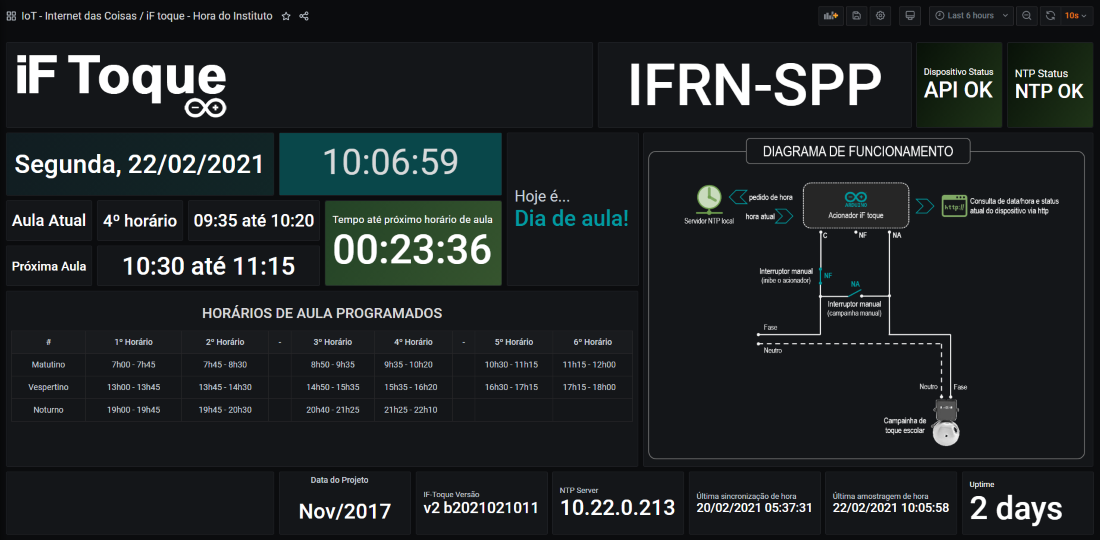 IoT - Internet das Coisas / iF toque - Hora do Instituto
Last 6 hours
10s
iF Toque
IFRN-SPP
Dispositivo Status
API OK
NTP Status
NTP OK
Segunda, 22/02/2021
10:06:59
Hoje é...
Dia de aula!
Aula Atual
4º horário
09:35 até 10:20
Tempo até próximo horário de aula
00:23:36
Próxima Aula
10:30 até 11:15
HORÁRIOS DE AULA PROGRAMADOS
# 1º Horário 2º Horário - 3º Horário 4º Horário - 5º Horário 6º Horário
Matutino 7h00 - 7h45 7h45 - 8h30 8h50 - 9h35 9h35 - 10h20 10h30 - 11h15 11h15 - 12h00
Vespertino 13h00 - 13h45 13h45 - 14h30 14h50 - 15h35 15h35 - 16h20 16h30 - 17h15 17h15 - 18h00
Noturno 19h00 - 19h45 19h45 - 20h30 20h40 - 21h25 21h25 - 22h10
DIAGRAMA DE FUNCIONAMENTO
Servidor NTP local
pedido de hora
hora atual
ARDUINO
Acionador iF toque
http://
Consulta de data/hora e status
atual do dispositivo via http
C NF NA
Interruptor manual
(inibe o acionador)
NF
NA
Interruptor manual
(campainha manual)
Fase
Neutro
Neutro
Fase
Campainha de
toque escolar
Data do Projeto
Nov/2017
IF-Toque Versão
v2 b2021021011
NTP Server
10.22.0.213
Última sincronização de hora
20/02/2021 05:37:31
Última amostragem de hora
22/02/2021 10:05:58
Uptime
2 days